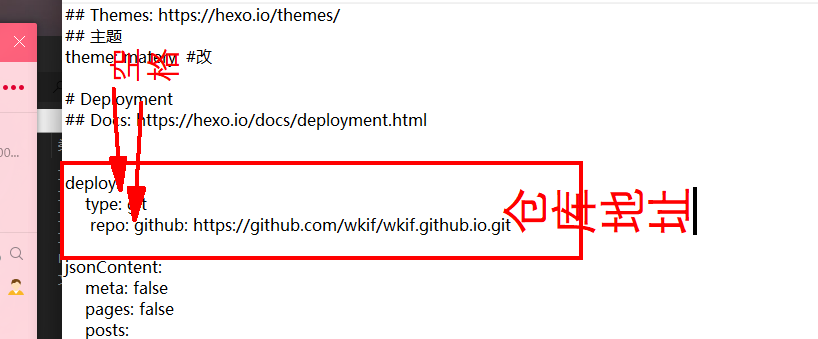 ## Themes: https://hexo.io/themes/
## 主题
theme: matery #改
空格
# Deployment
## Docs: https://hexo.io/docs/deployment.html
deploy:
type: git
repo: github: https://github.com/wkif/wkif.github.io.git
仓库地址
jsonContent:
meta: false
pages: false
posts:
00...